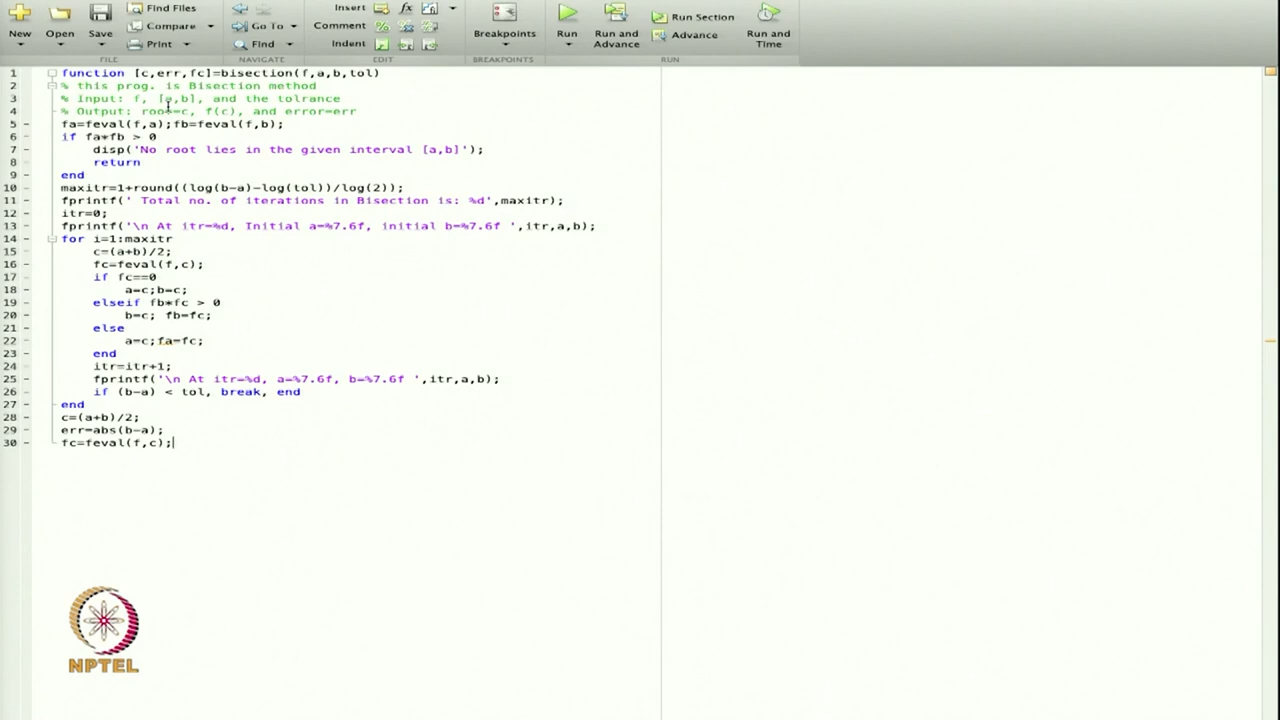 New
Open
Save
Find Files
Compare
Print
Go To
Find
Insert
Comment
Indent
Breakpoints
Run
Run and Advance
Run Section
Advance
Run and Time
FILE
NAVIGATE
EDIT
BREAKPOINTS
RUN
1 function [c,err,fc]=bisection(f,a,b,tol)
2 % this prog. is Bisection method
3 % Input: f, [a,b], and the tolrance
4 % Output: root=c, f(c), and error=err
5 - fa=feval(f,a);fb=feval(f,b);
6 - if fa*fb > 0
7 - disp('No root lies in the given interval [a,b]');
8 - return
9 - end
10 - maxitr=1+round((log(b-a)-log(tol))/log(2));
11 - fprintf(' Total no. of iterations in Bisection is: %d',maxitr);
12 - itr=0;
13 - fprintf('\n At itr=%d, Initial a=%7.6f, initial b=%7.6f ',itr,a,b);
14 - for i=1:maxitr
15 - c=(a+b)/2;
16 - fc=feval(f,c);
17 - if fc==0
18 - a=c;b=c;
19 - elseif fb*fc > 0
20 - b=c; fb=fc;
21 - else
22 - a=c;fa=fc;
23 - end
24 - itr=itr+1;
25 - fprintf('\n At itr=%d, a=%7.6f, b=%7.6f ',itr,a,b);
26 - if (b-a) < tol, break, end
27 - end
28 - c=(a+b)/2;
29 - err=abs(b-a);
30 - fc=feval(f,c);
NPTEL